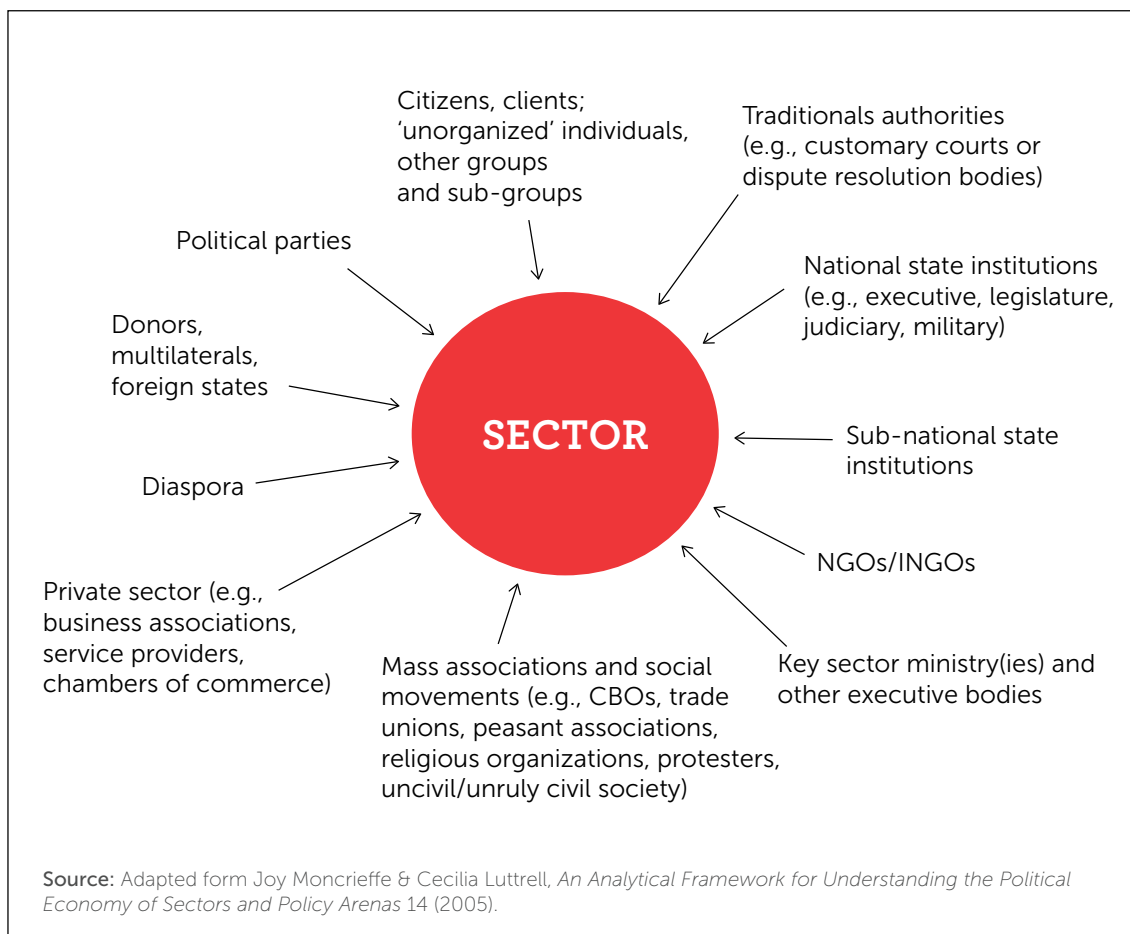 Citizens, clients;
‘unorganized’ individuals,
other groups
and sub-groups
Traditionals authorities
(e.g., customary courts or
dispute resolution bodies)
Political parties
National state institutions
(e.g., executive, legislature,
judiciary, military)
Donors,
multilaterals,
foreign states
SECTOR
Sub-national state
institutions
Diaspora
NGOs/INGOs
Private sector (e.g.,
business associations,
service providers,
chambers of commerce)
Mass associations and social
movements (e.g., CBOs, trade
unions, peasant associations,
religious organizations, protesters,
uncivil/unruly civil society)
Key sector ministry(ies) and
other executive bodies
Source: Adapted form Joy Moncrieffe & Cecilia Luttrell, An Analytical Framework for Understanding the Political
Economy of Sectors and Policy Arenas 14 (2005).